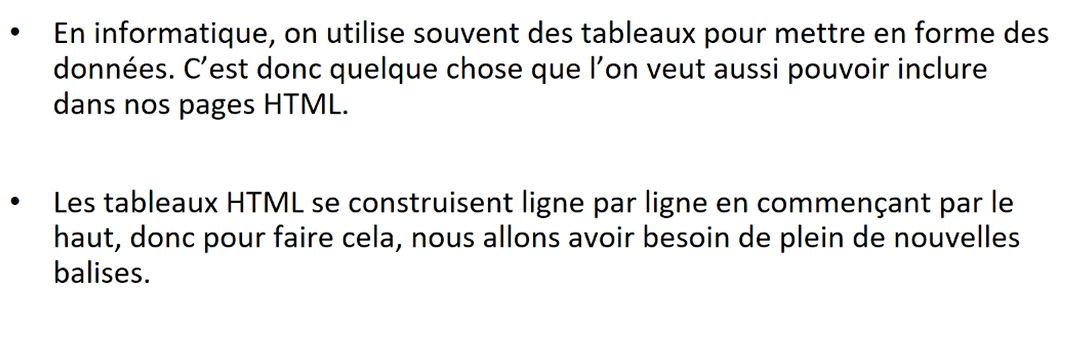 • En informatique, on utilise souvent des tableaux pour mettre en forme des
données. C’est donc quelque chose que l’on veut aussi pouvoir inclure
dans nos pages HTML.
• Les tableaux HTML se construisent ligne par ligne en commençant par le
haut, donc pour faire cela, nous allons avoir besoin de plein de nouvelles
balises.